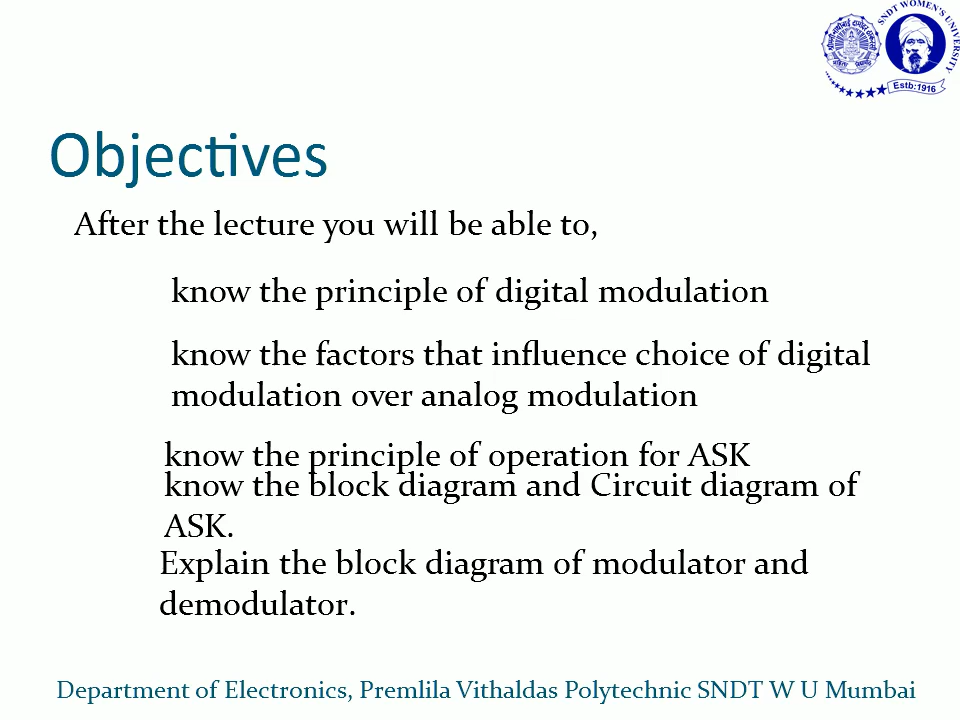 SNDT WOMEN'S UNIVERSITY
Estb:1916
Objectives
After the lecture you will be able to,
know the principle of digital modulation
know the factors that influence choice of digital
modulation over analog modulation
know the principle of operation for ASK
know the block diagram and Circuit diagram of
ASK.
Explain the block diagram of modulator and
demodulator.
Department of Electronics, Premlila Vithaldas Polytechnic SNDT W U Mumbai